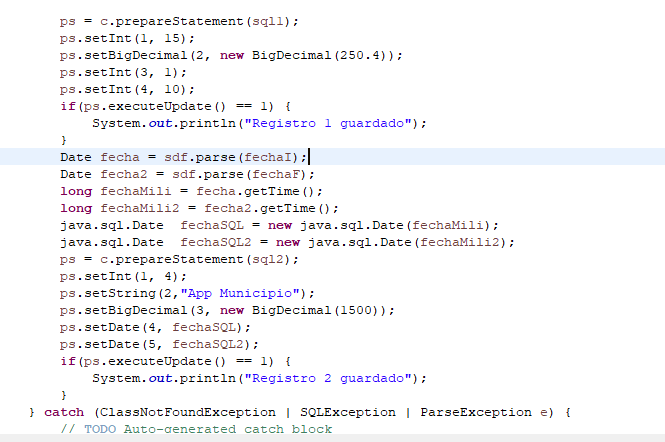 ps = c.prepareStatement(sql1);
ps.setInt(1, 15);
ps.setBigDecimal(2, new BigDecimal(250.4));
ps.setInt(3, 1);
ps.setInt(4, 10);
if(ps.executeUpdate() == 1) {
System.out.println("Registro 1 guardado");
}
Date fecha = sdf.parse(fechaI);
Date fecha2 = sdf.parse(fechaF);
long fechaMili = fecha.getTime();
long fechaMili2 = fecha2.getTime();
java.sql.Date  fechaSQL = new java.sql.Date(fechaMili);
java.sql.Date  fechaSQL2 = new java.sql.Date(fechaMili2);
ps = c.prepareStatement(sql2);
ps.setInt(1, 4);
ps.setString(2,"App Municipio");
ps.setBigDecimal(3, new BigDecimal(1500));
ps.setDate(4, fechaSQL);
ps.setDate(5, fechaSQL2);
if(ps.executeUpdate() == 1) {
System.out.println("Registro 2 guardado");
}
} catch (ClassNotFoundException | SQLException | ParseException e) {
// TODO Auto-generated catch block